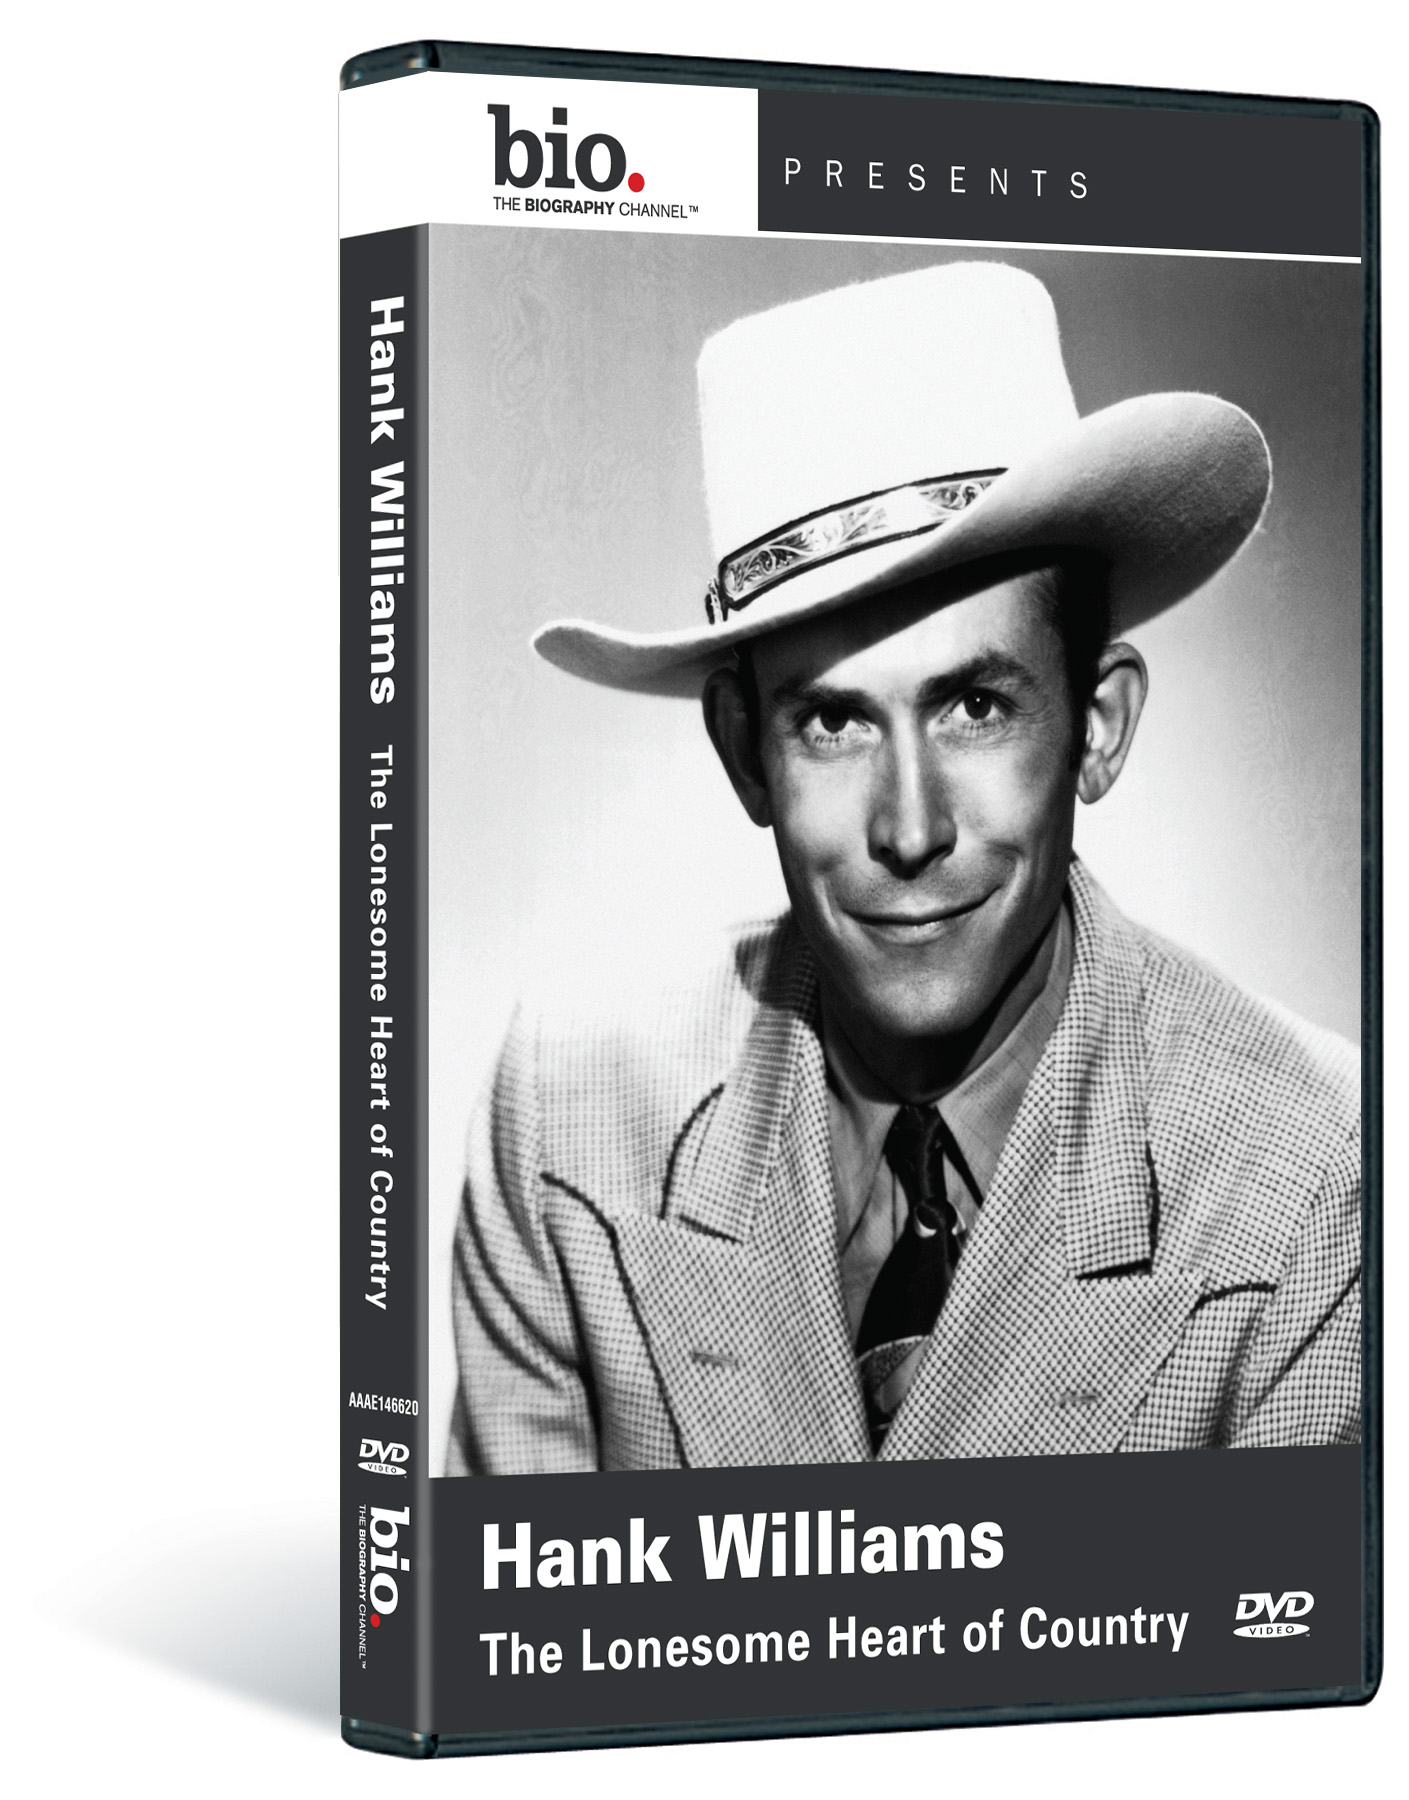 bio.
THE BIOGRAPHY CHANNEL™
PRESENTS
Hank Williams The Lonesome Heart of Country
AAAE146620
DVD
VIDEO
bio.
THE BIOGRAPHY CHANNEL™
Hank Williams
The Lonesome Heart of Country
DVD
VIDEO™